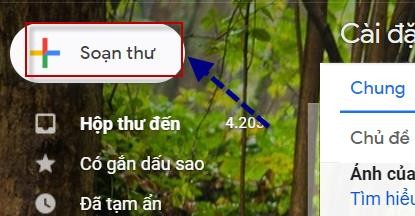 Soạn thư
Hộp thư đến 4.203
Có gắn dấu sao
Đã tạm ẩn
Cài đặ
Chung
Chủ đề
Ảnh của
Tìm hiểu